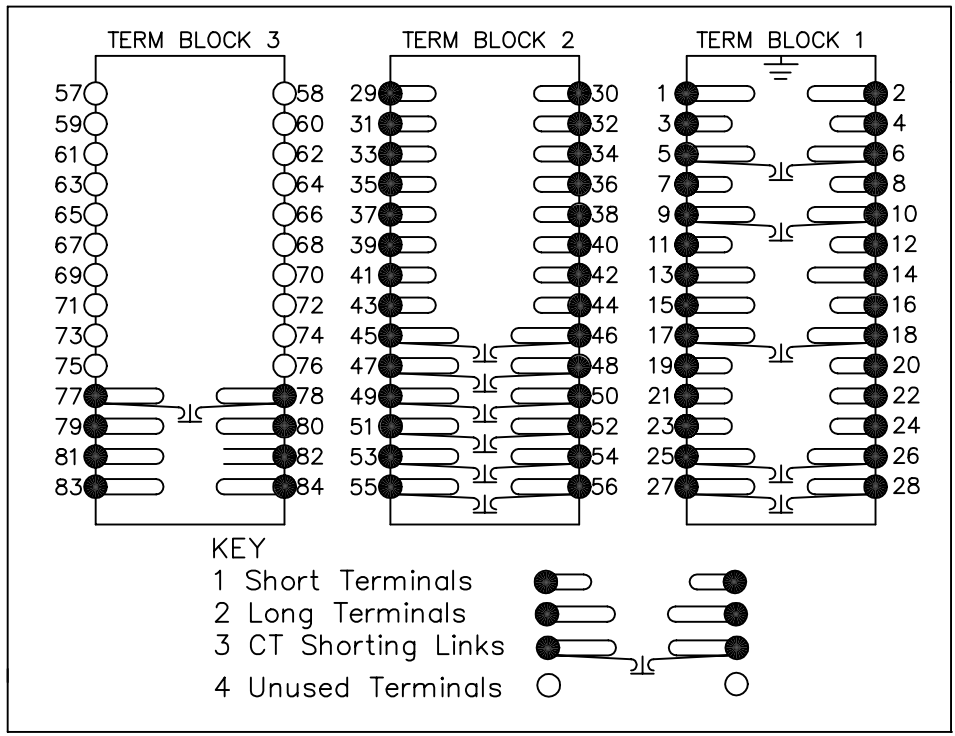 TERM BLOCK 3 TERM BLOCK 2 TERM BLOCK 1
57 58 29 30 1 2
59 60 31 32 3 4
61 62 33 34 5 6
63 64 35 36 7 8
65 66 37 38 9 10
67 68 39 40 11 12
69 70 41 42 13 14
71 72 43 44 15 16
73 74 45 46 17 18
75 76 47 48 19 20
77 78 49 50 21 22
79 80 51 52 23 24
81 82 53 54 25 26
83 84 55 56 27 28
KEY
1 Short Terminals
2 Long Terminals
3 CT Shorting Links
4 Unused Terminals